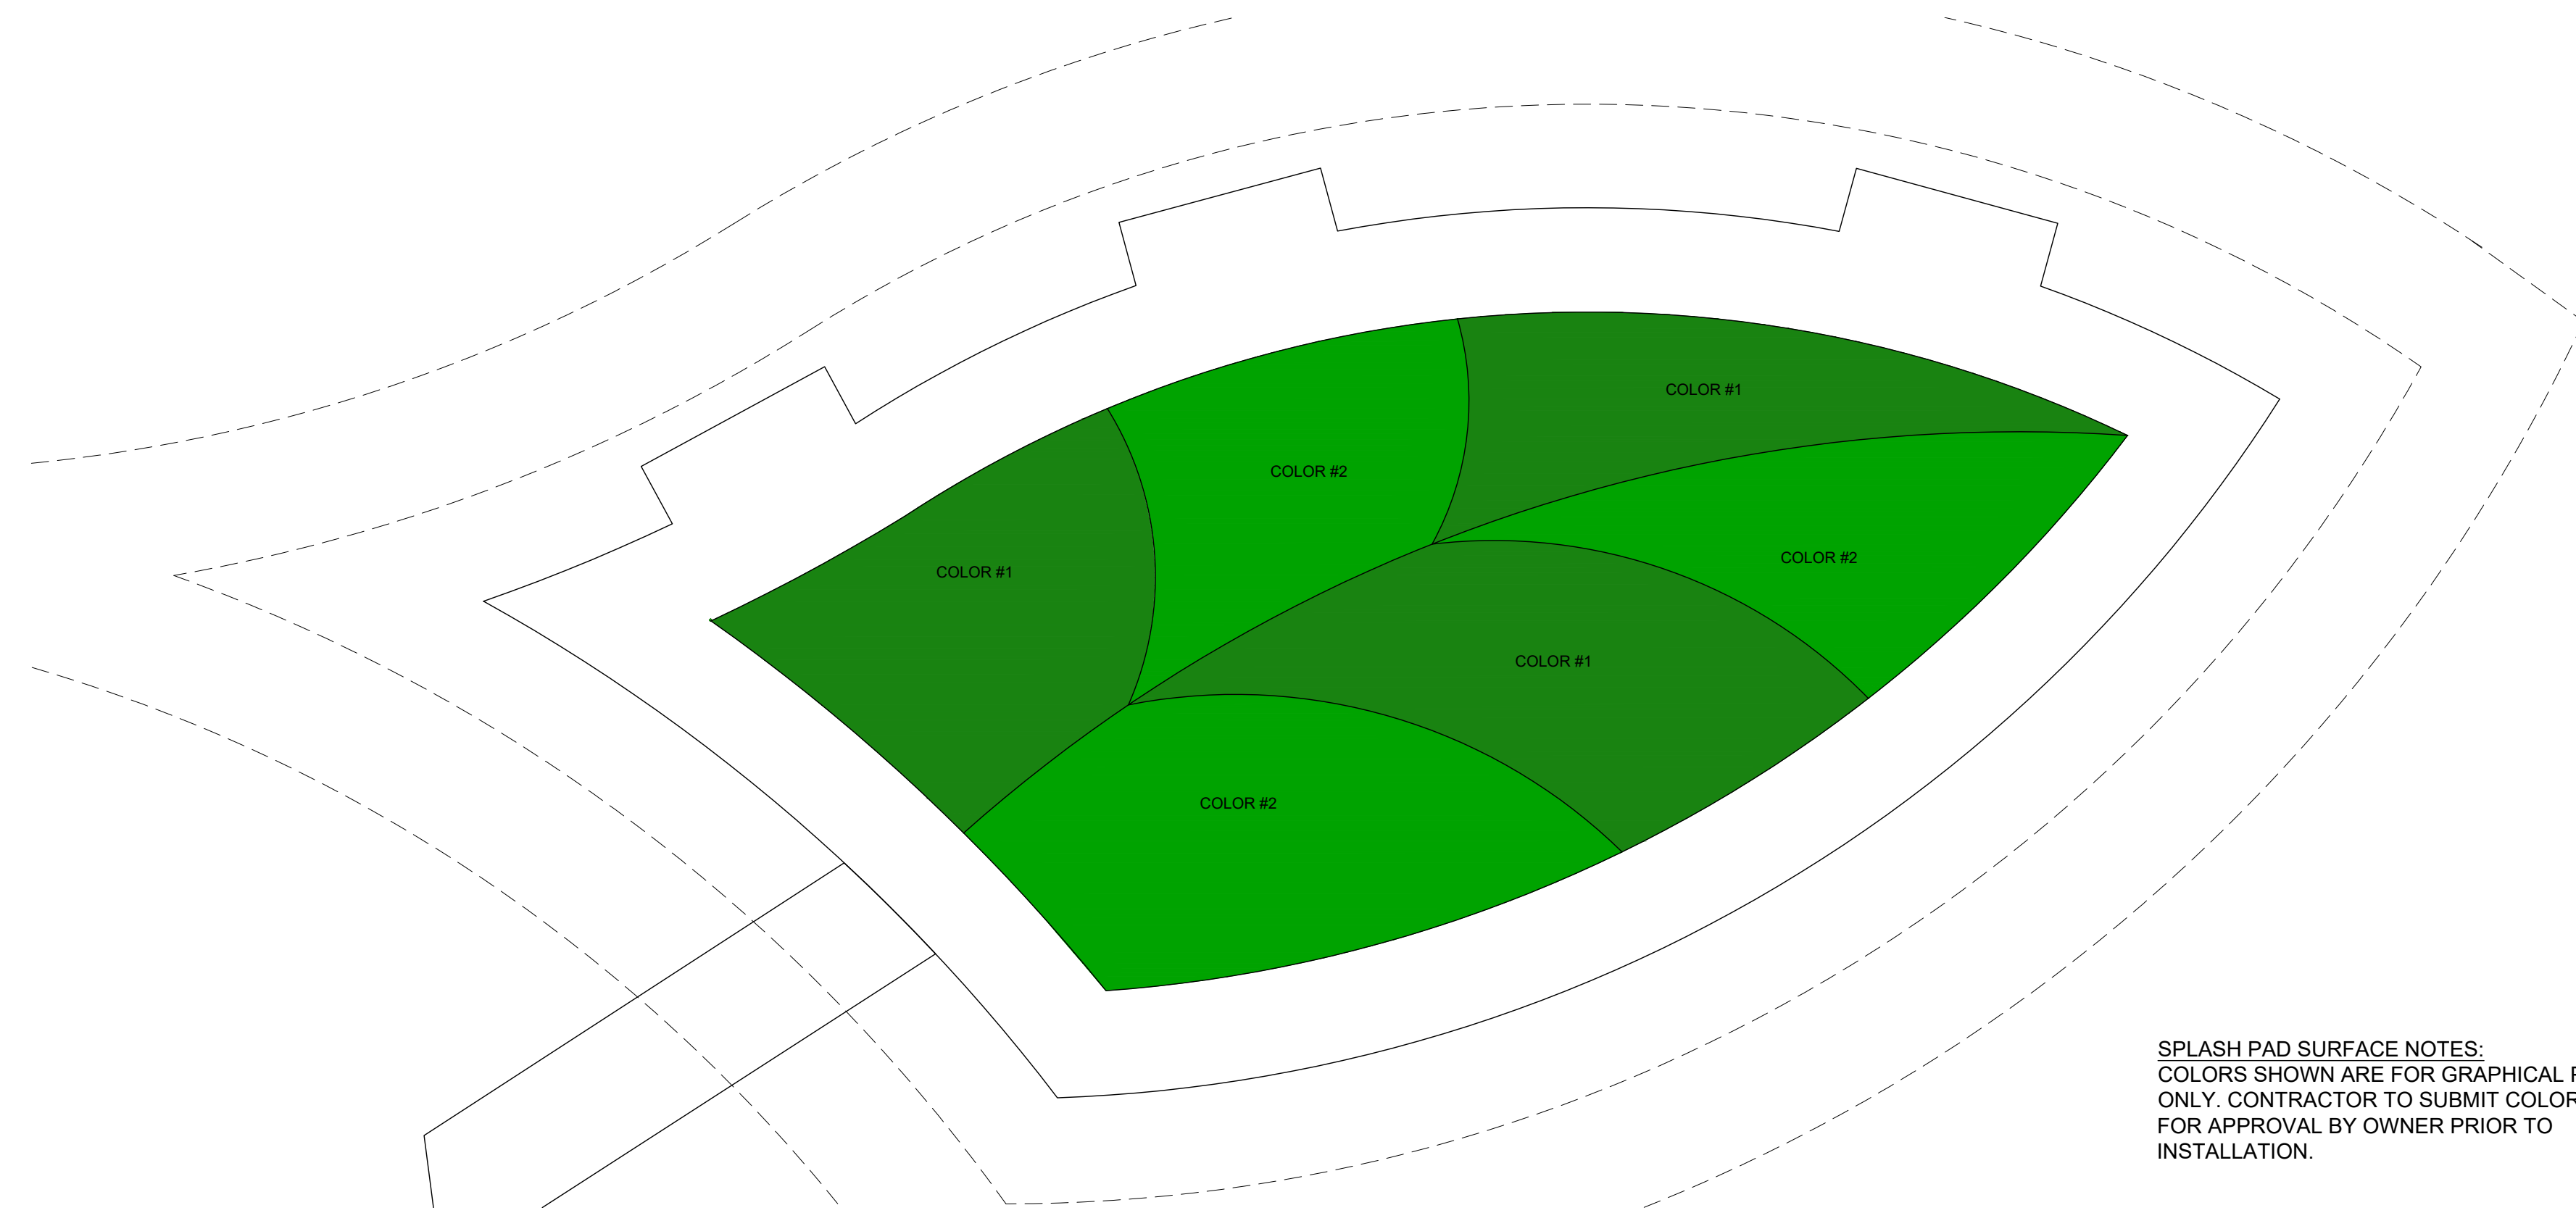 COLOR #1
COLOR #2
COLOR #2
COLOR #1
COLOR #1
COLOR #2
SPLASH PAD SURFACE NOTES:
COLORS SHOWN ARE FOR GRAPHICAL
ONLY. CONTRACTOR TO SUBMIT COLOR
FOR APPROVAL BY OWNER PRIOR TO
INSTALLATION.